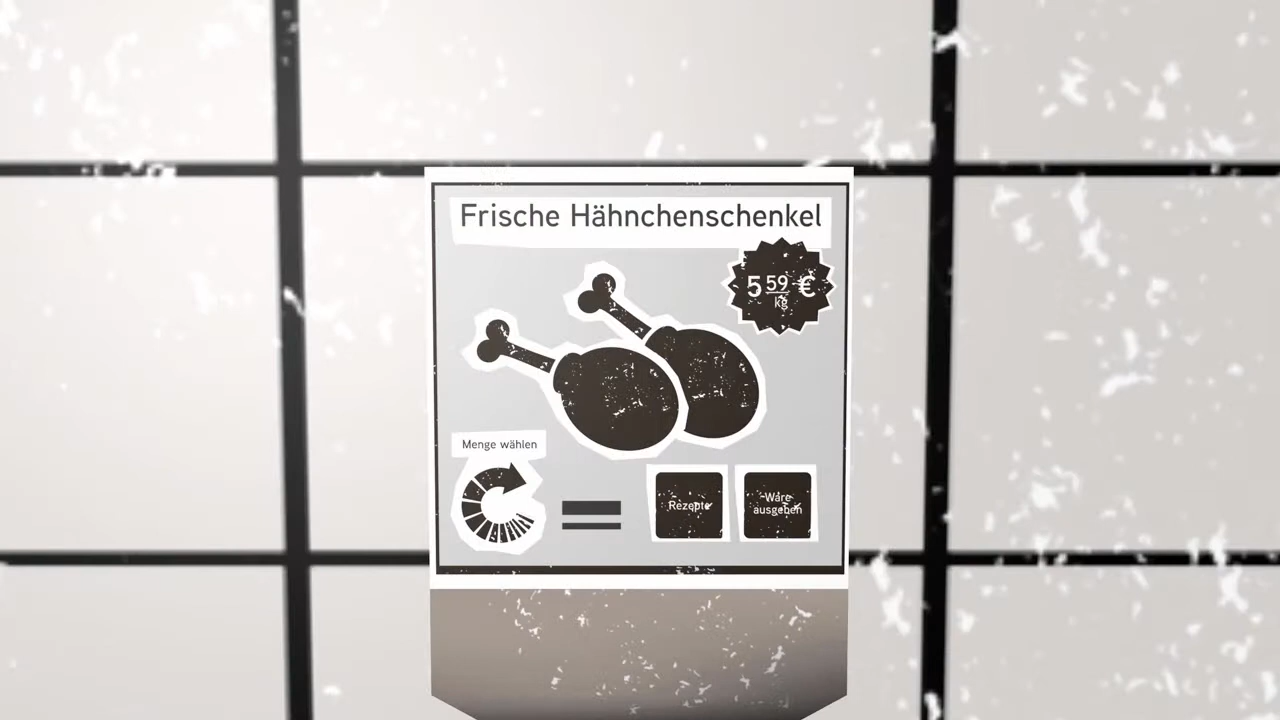 Frische Hähnchenschenkel
5 59 €
kg
Menge wählen
Rezepte
Ware
ausgeben